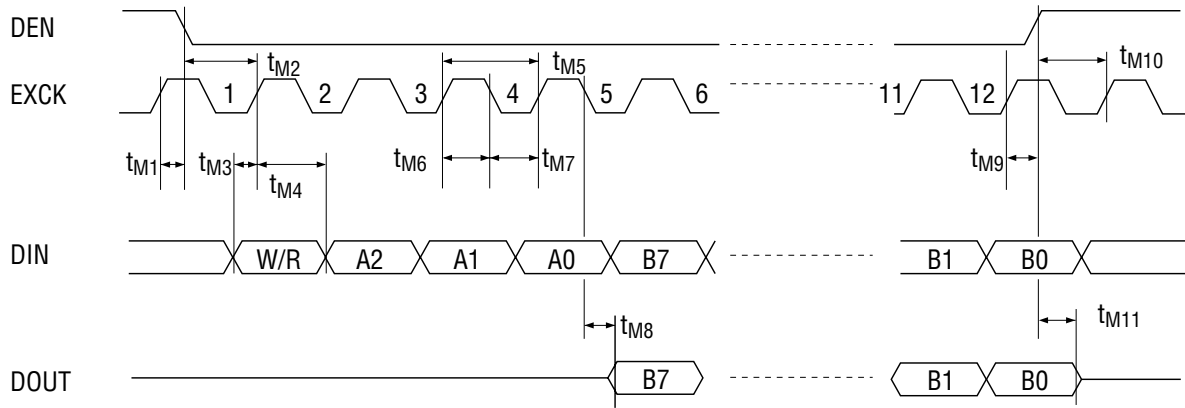 DEN
tM2 tM5 tM10
EXCK 1 2 3 4 5 6 11 12
tM1 tM3 tM4 tM6 tM7 tM9
DIN W/R A2 A1 A0 B7 B1 B0
tM8 tM11
DOUT B7 B1 B0